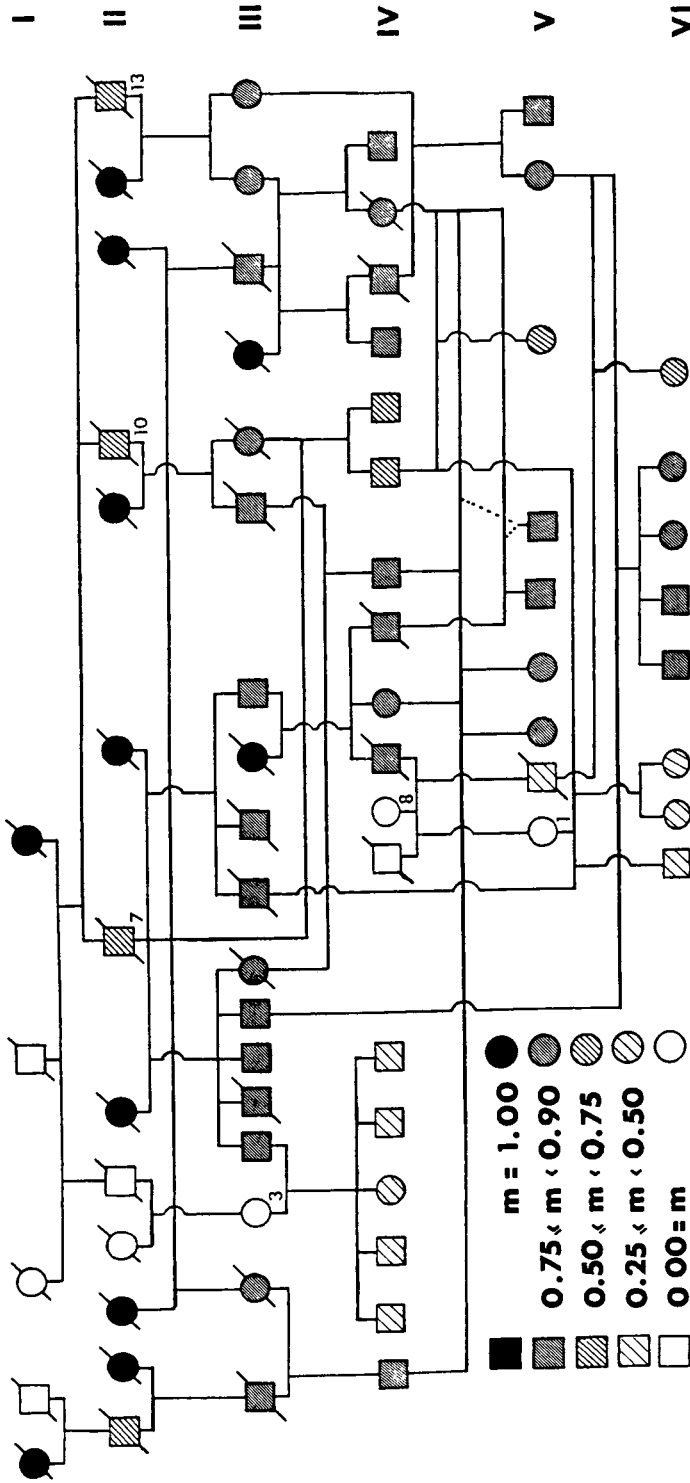 I
II
III
IV
V
VI
13
10
7
8
3
1
m = 1.00
0.75 ≤ m < 0.90
0.50 ≤ m < 0.75
0.25 ≤ m < 0.50
0 00 = m